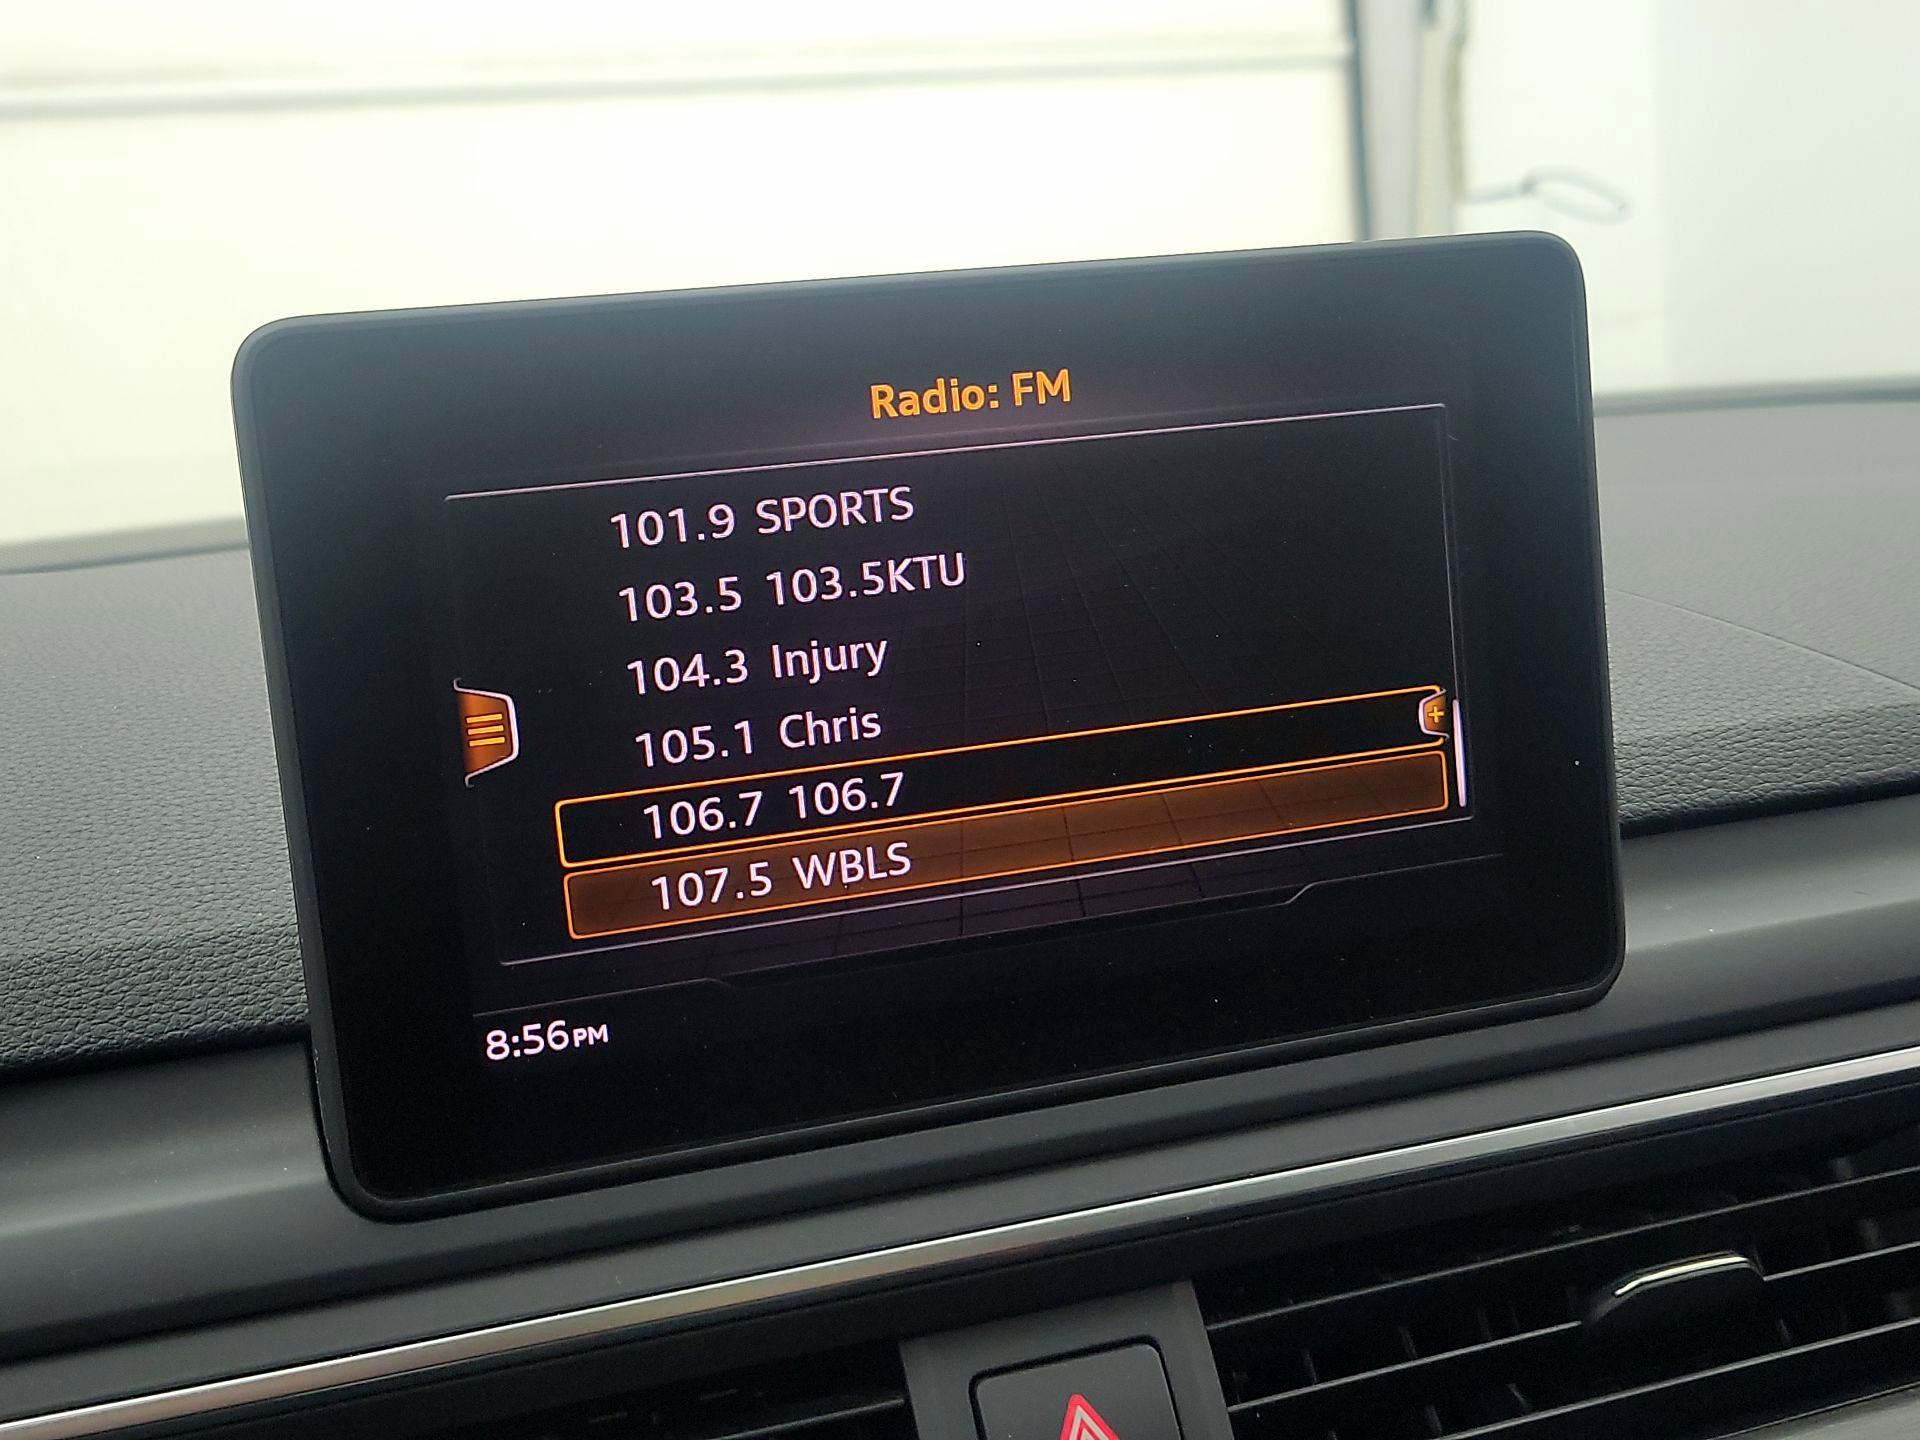 Radio: FM
101.9 SPORTS
103.5 103.5KTU
104.3 Injury
105.1 Chris
106.7 106.7
107.5 WBLS
8:56PM